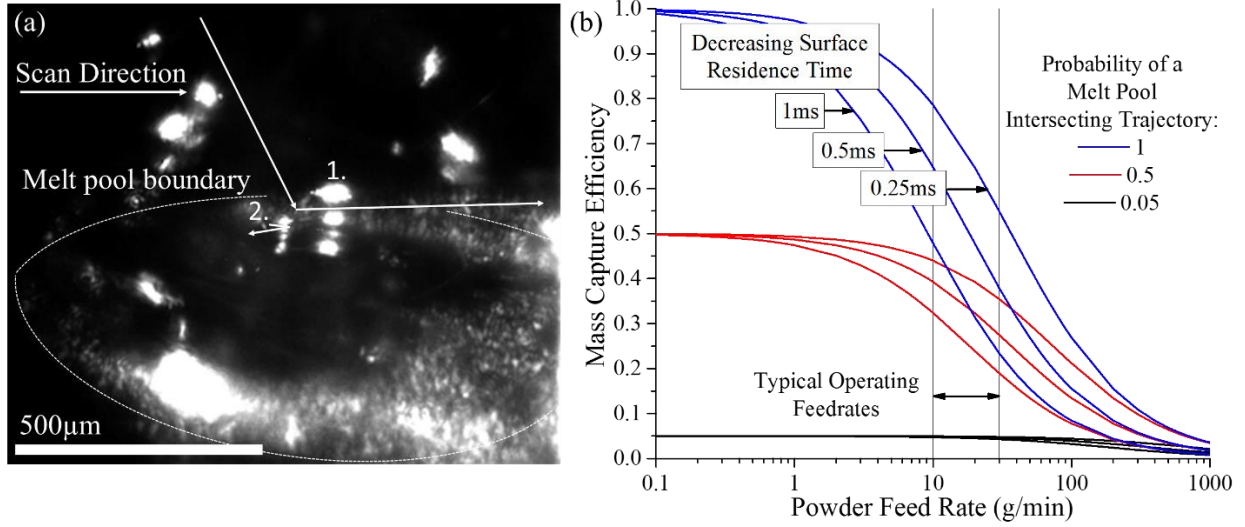 (a)
Scan Direction
Melt pool boundary
1.
2.
500µm
(b)
Mass Capture Efficiency
1.0
0.9
0.8
0.7
0.6
0.5
0.4
0.3
0.2
0.1
0.0
Decreasing Surface
Residence Time
1ms
0.5ms
0.25ms
Probability of a
Melt Pool
Intersecting Trajectory:
1
0.5
0.05
Typical Operating
Feedrates
0.1 1 10 100 1000
Powder Feed Rate (g/min)